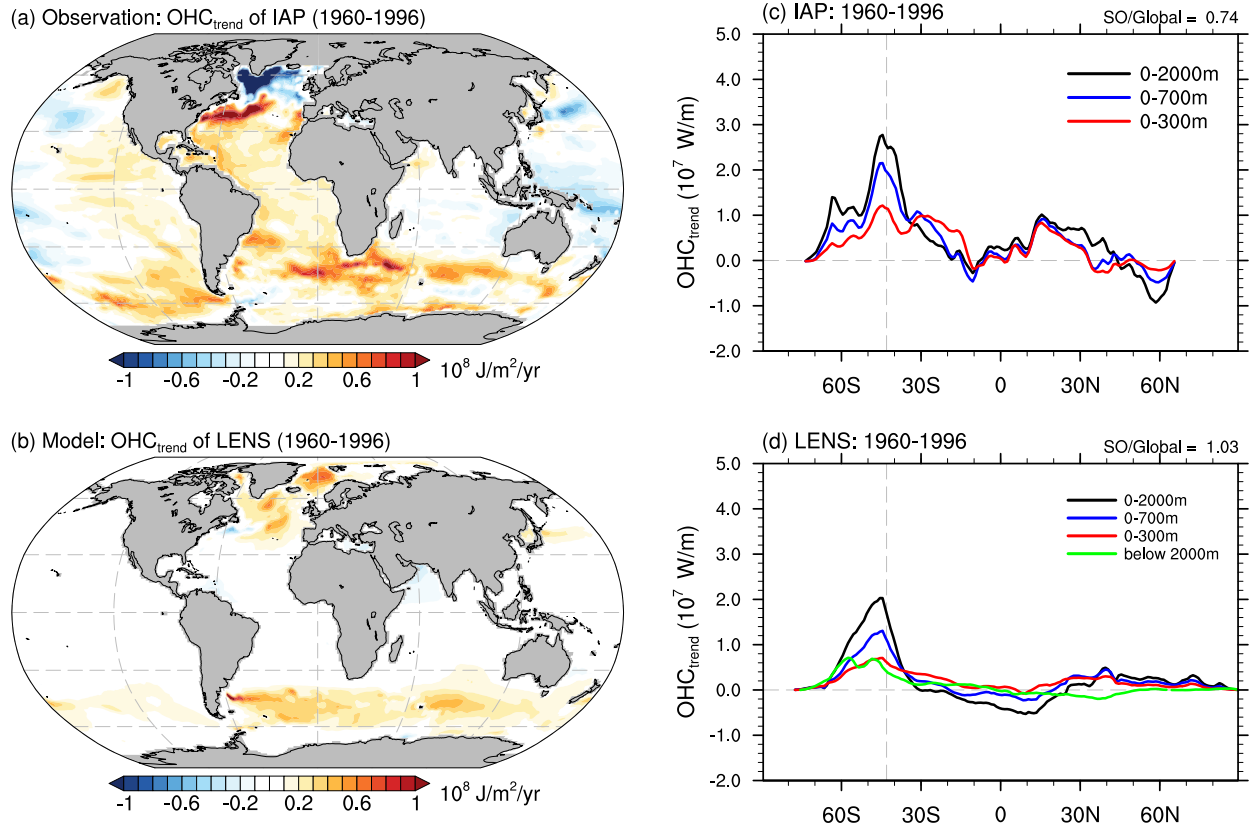 (a) Observation: OHCtrend of IAP (1960-1996)
-1 -0.6 -0.2 0.2 0.6 1 10^8 J/m^2/yr
(b) Model: OHCtrend of LENS (1960-1996)
-1 -0.6 -0.2 0.2 0.6 1 10^8 J/m^2/yr
(c) IAP: 1960-1996 SO/Global = 0.74
OHCtrend (10^7 W/m)
5.0
4.0
3.0
2.0
1.0
0.0
-1.0
-2.0
0-2000m
0-700m
0-300m
60S 30S 0 30N 60N
(d) LENS: 1960-1996 SO/Global = 1.03
OHCtrend (10^7 W/m)
5.0
4.0
3.0
2.0
1.0
0.0
-1.0
-2.0
0-2000m
0-700m
0-300m
below 2000m
60S 30S 0 30N 60N